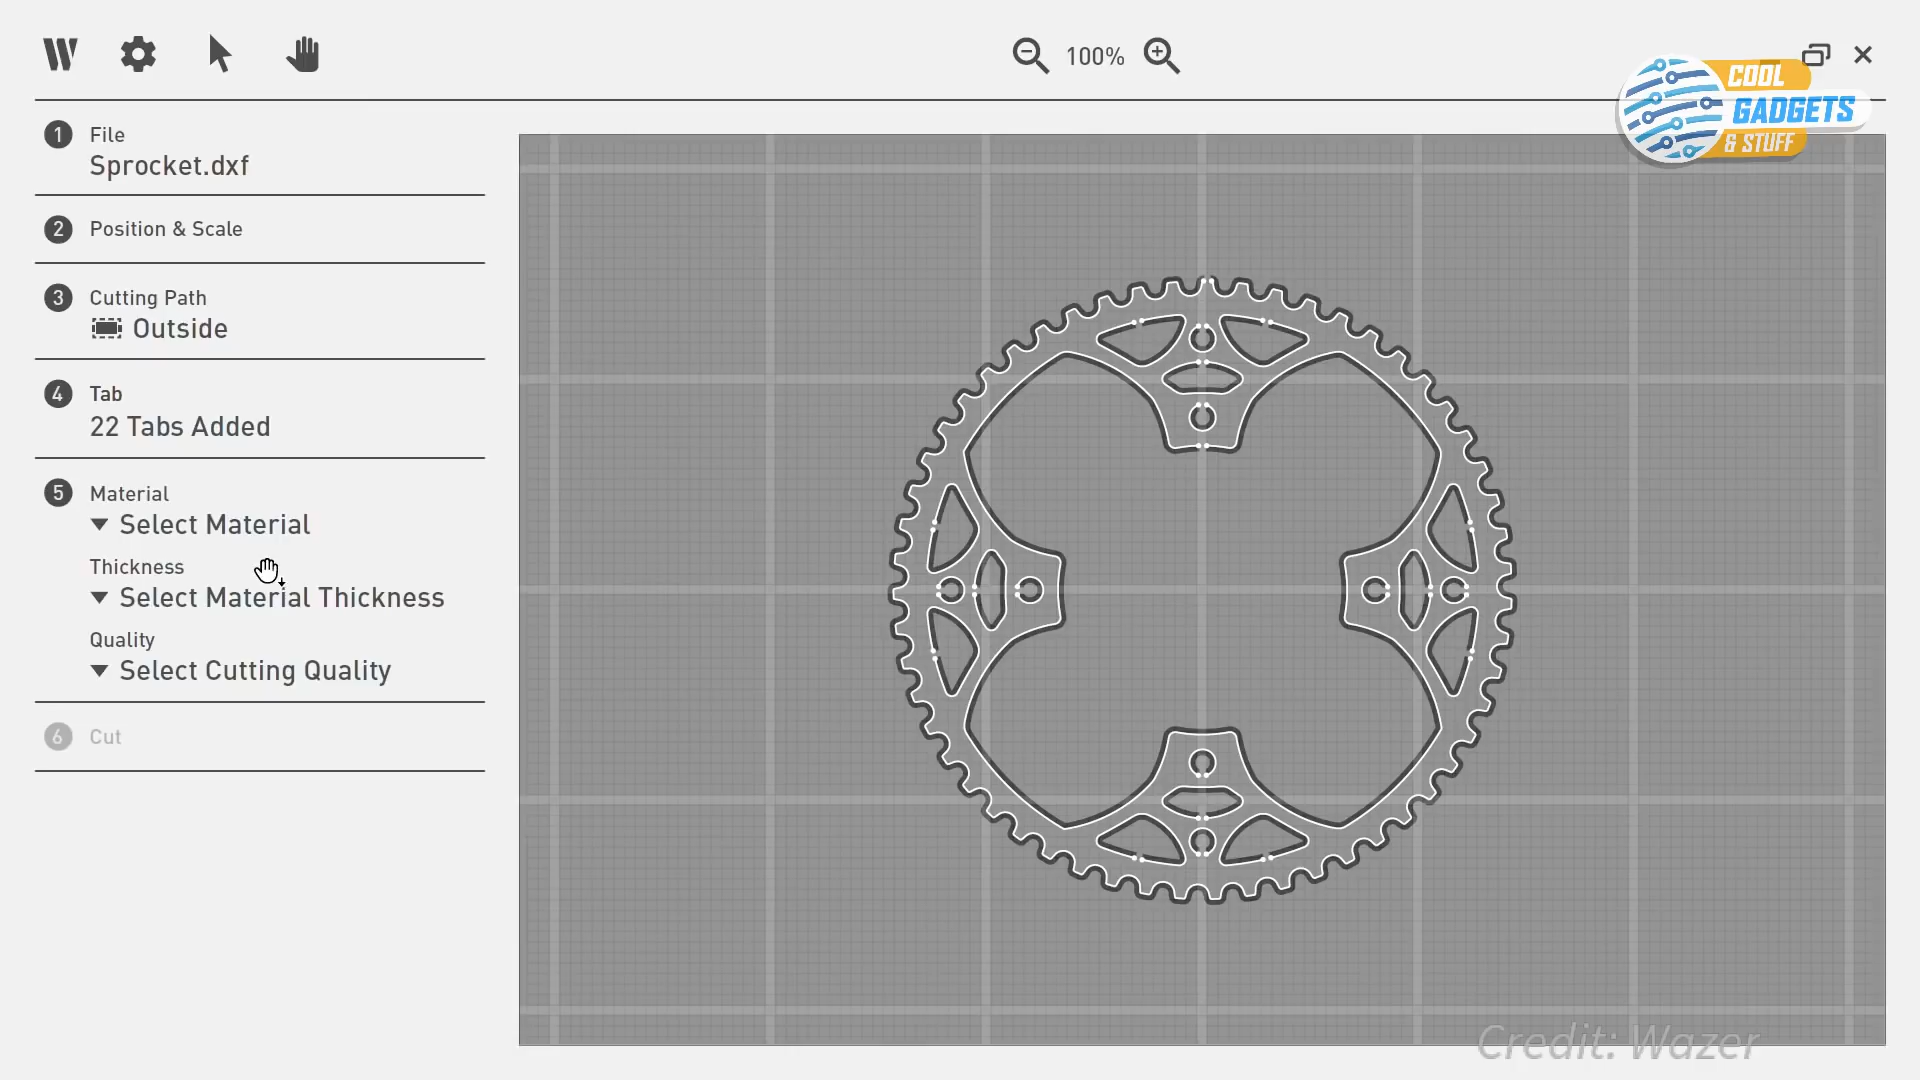 W
100%
COOL
GADGETS
& STUFF
1 File
Sprocket.dxf
2 Position & Scale
3 Cutting Path
Outside
4 Tab
22 Tabs Added
5 Material
Select Material
Thickness
Select Material Thickness
Quality
Select Cutting Quality
6 Cut
Credit: Wazer